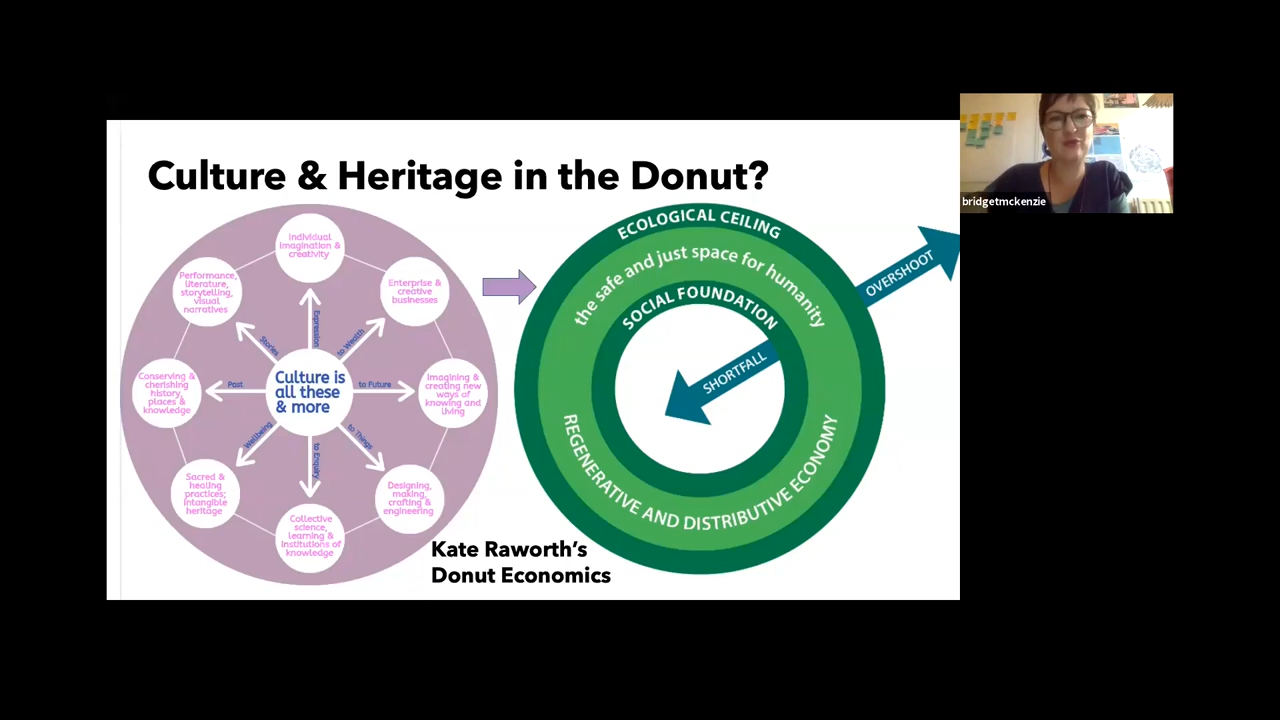 Culture & Heritage in the Donut?
Individual
imagination &
creativity
Enterprise &
creative
businesses
Imagining &
creating new
ways of
knowing and
living
Designing,
making,
crafting &
engineering
Collective
science,
learning &
institutions of
knowledge
Sacred &
healing
practices;
intangible
heritage
Conserving &
cherishing
history,
places &
knowledge
Performance,
literature,
storytelling,
visual
narratives
Expression
to Wealth
to Future
to Things
to Enquiry
Wellbeing
Past
Stories
Culture is
all these
& more
ECOLOGICAL CEILING
the safe and just space for humanity
SOCIAL FOUNDATION
SHORTFALL
OVERSHOOT
REGENERATIVE AND DISTRIBUTIVE ECONOMY
Kate Raworth's
Donut Economics
bridgetmckenzie